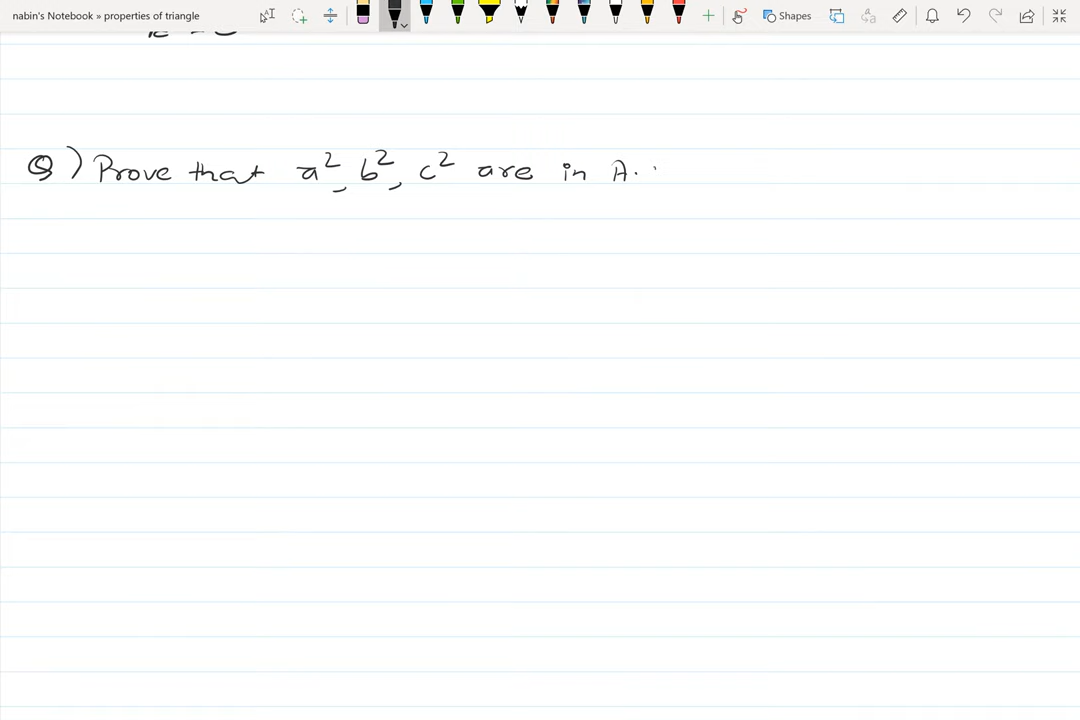 nabin's Notebook » properties of triangle
Shapes
Q) Prove that a², b², c² are in A.